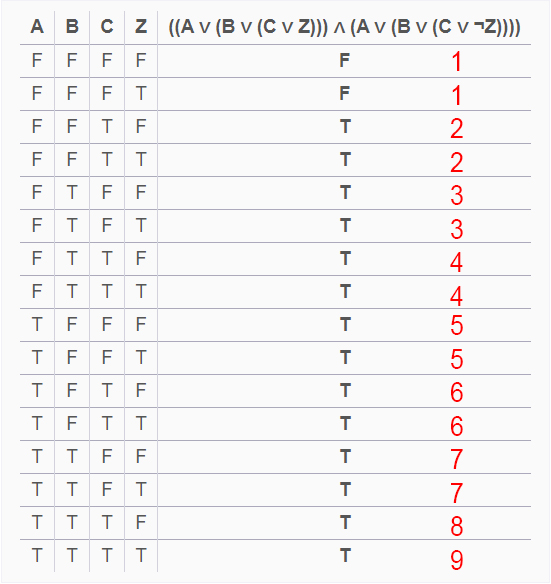 A B C Z ((A ∨ (B ∨ (C ∨ Z))) ∧ (A ∨ (B ∨ (C ∨ ¬Z))))
F F F F F 1
F F F T F 1
F F T F T 2
F F T T T 2
F T F F T 3
F T F T T 3
F T T F T 4
F T T T T 4
T F F F T 5
T F F T T 5
T F T F T 6
T F T T T 6
T T F F T 7
T T F T T 7
T T T F T 8
T T T T T 9